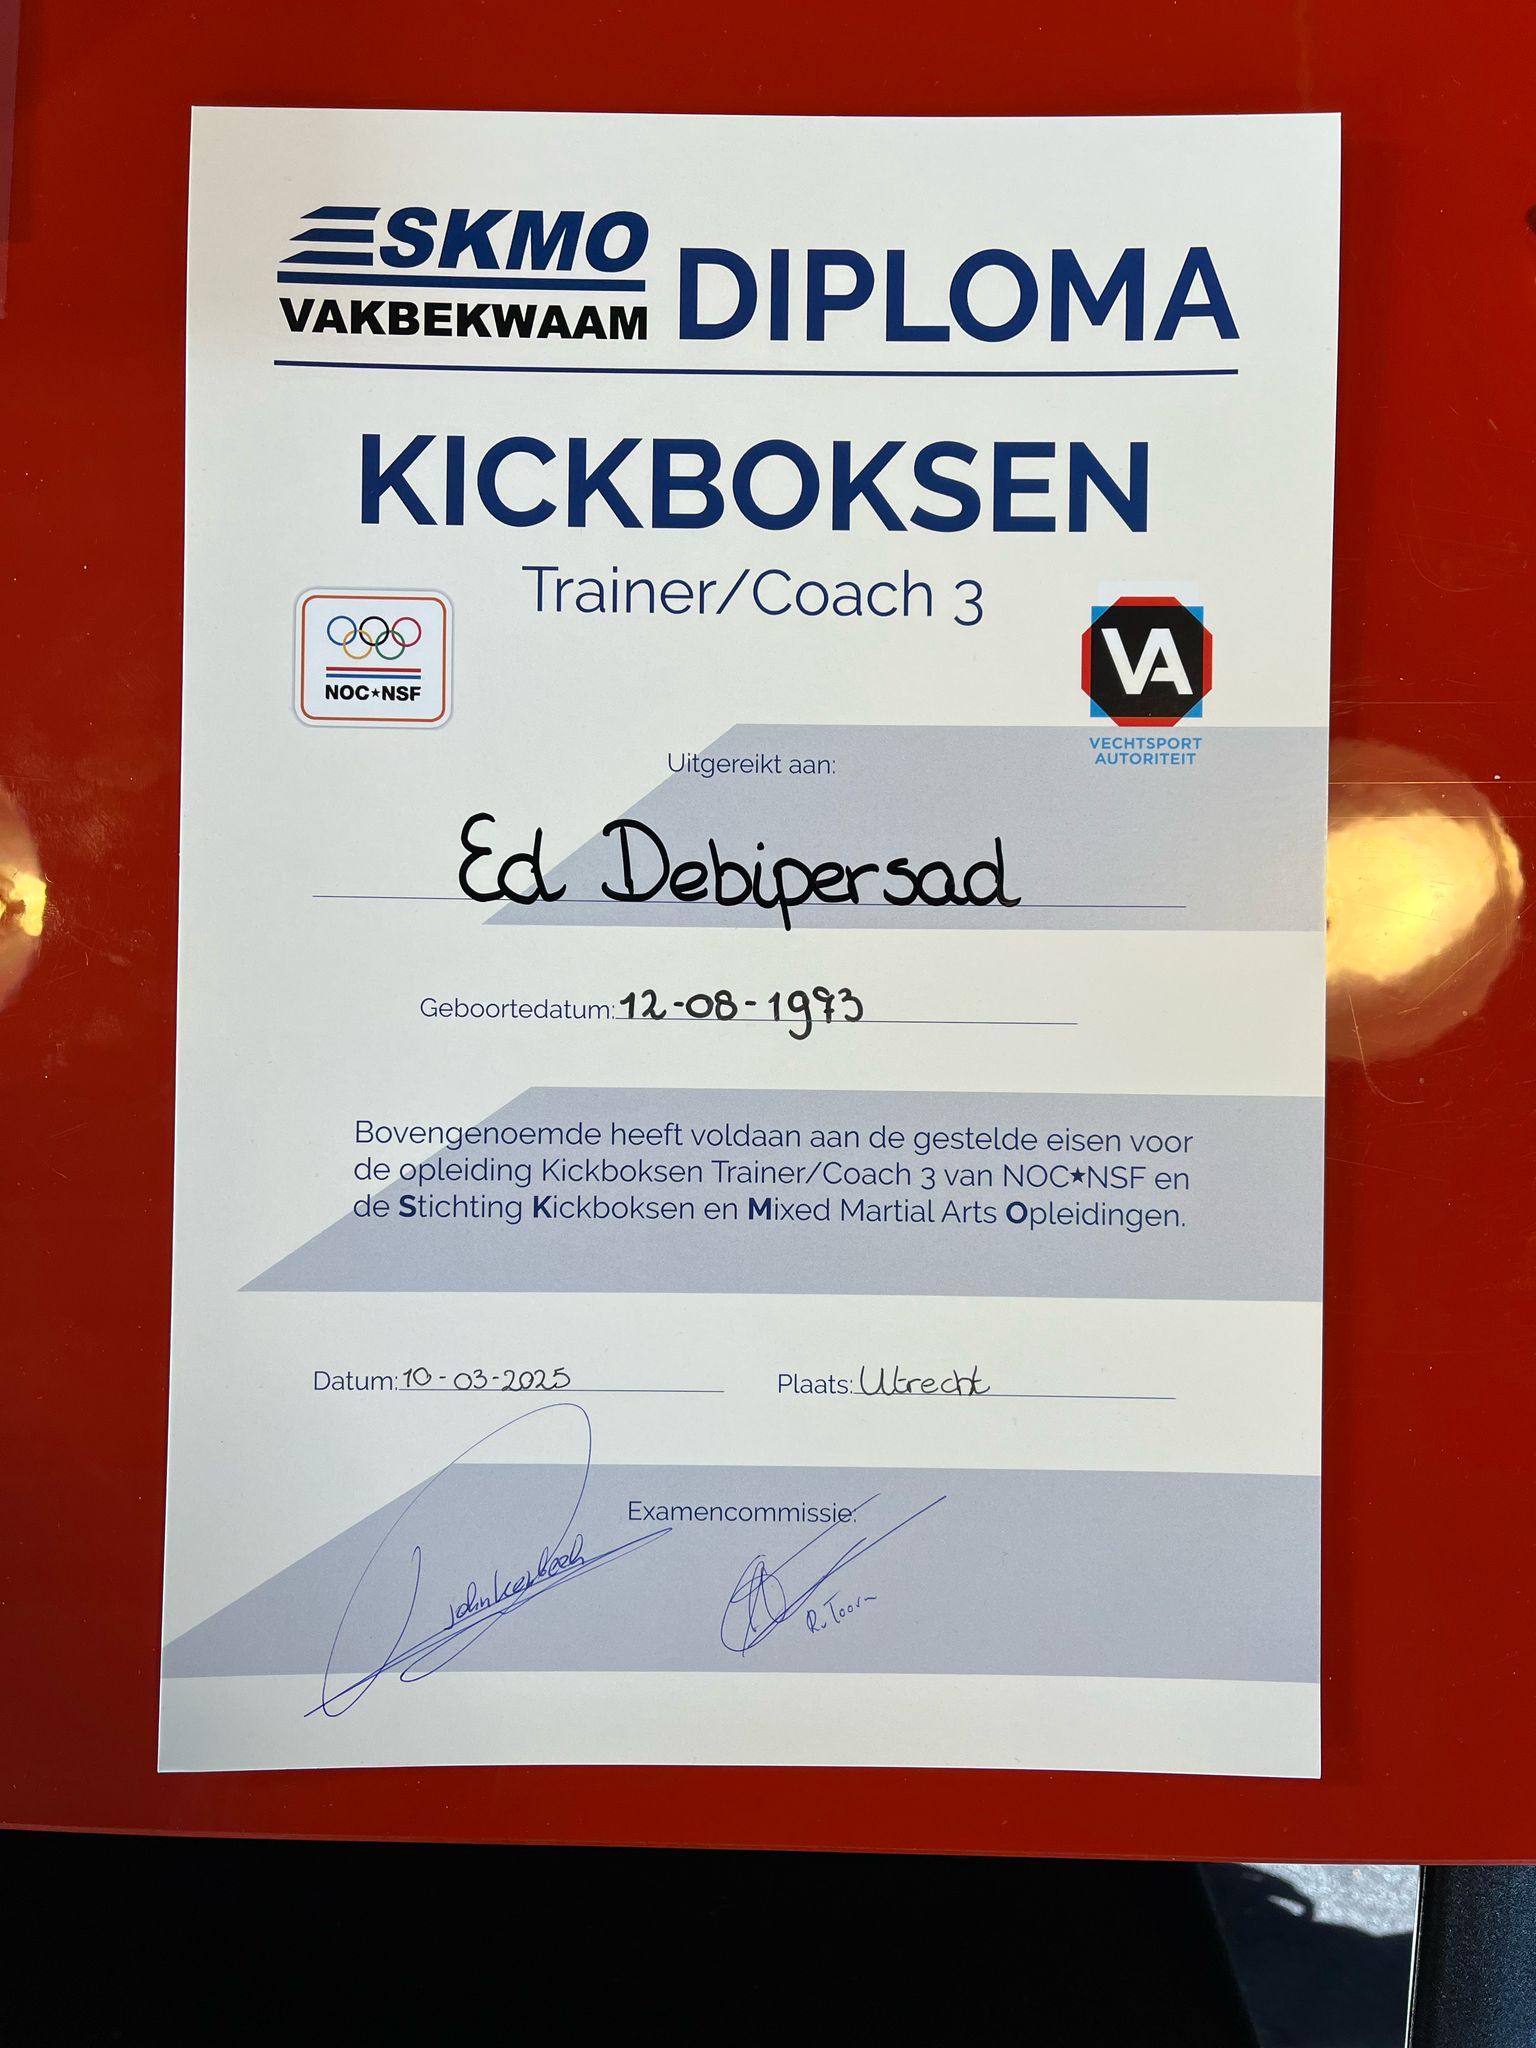 SKMO
VAKBEKWAAM
DIPLOMA
KICKBOKSEN
Trainer/Coach 3
NOC★NSF
VA
VECHTSPORT
AUTORITEIT
Uitgereikt aan:
Ed Debipersad
Geboortedatum: 12-08-1973
Bovengenoemde heeft voldaan aan de gestelde eisen voor
de opleiding Kickboksen Trainer/Coach 3 van NOC★NSF en
de Stichting Kickboksen en Mixed Martial Arts Opleidingen.
Datum: 10-03-2025 Plaats: Utrecht
Examencommissie:
R.v Toorn